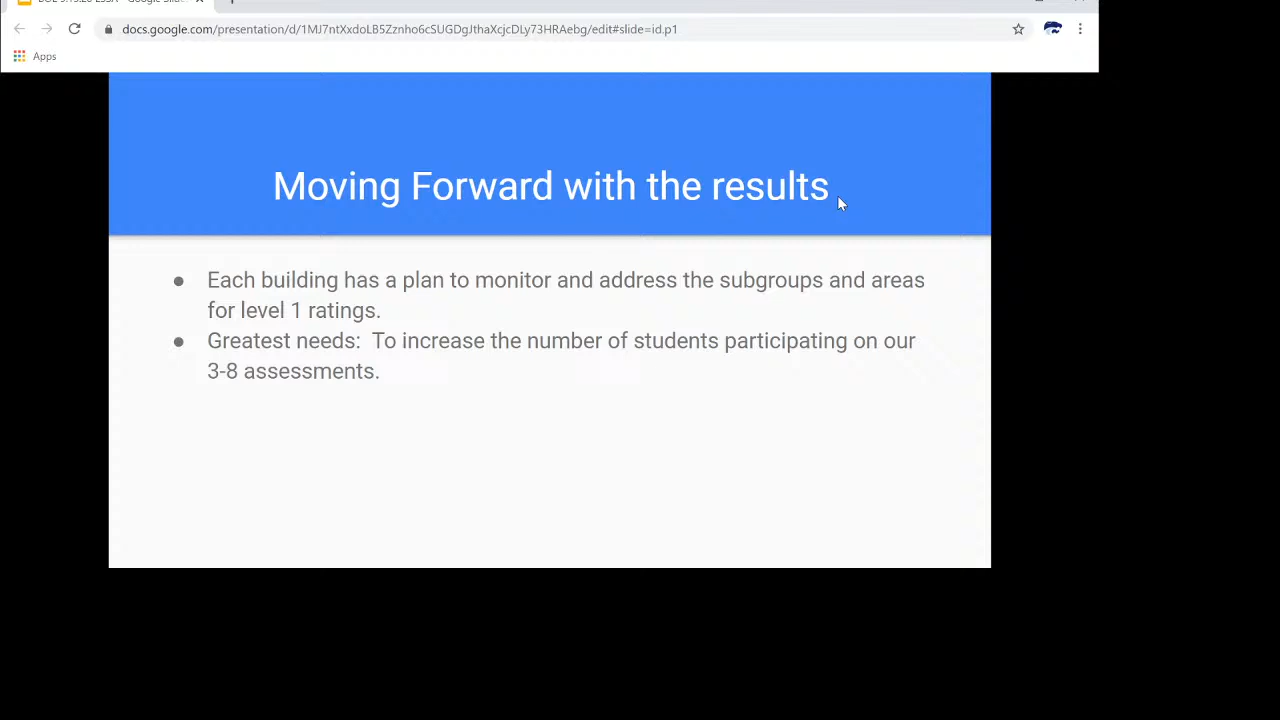 docs.google.com/presentation/d/1MJ7ntXxdoLB5Zznho6cSUGDgJthaXcjcDLy73HRAebg/edit#slide=id.p1
Apps
Moving Forward with the results
● Each building has a plan to monitor and address the subgroups and areas
for level 1 ratings.
● Greatest needs:  To increase the number of students participating on our
3-8 assessments.